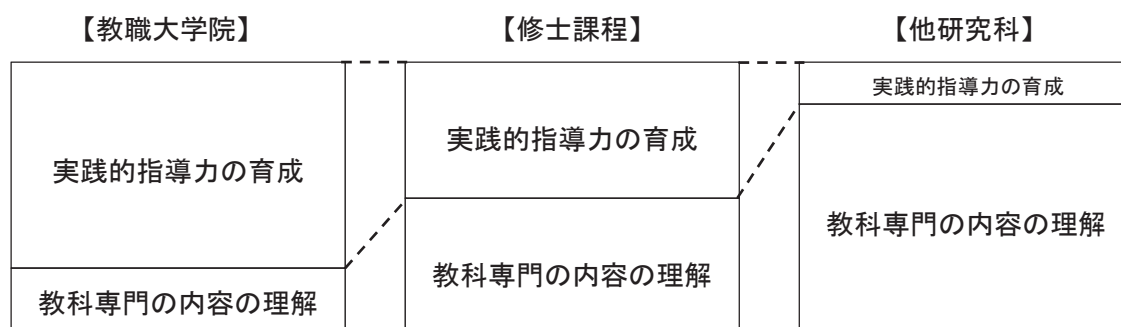 【教職大学院】
実践的指導力の育成
教科専門の内容の理解
【修士課程】
実践的指導力の育成
教科専門の内容の理解
【他研究科】
実践的指導力の育成
教科専門の内容の理解